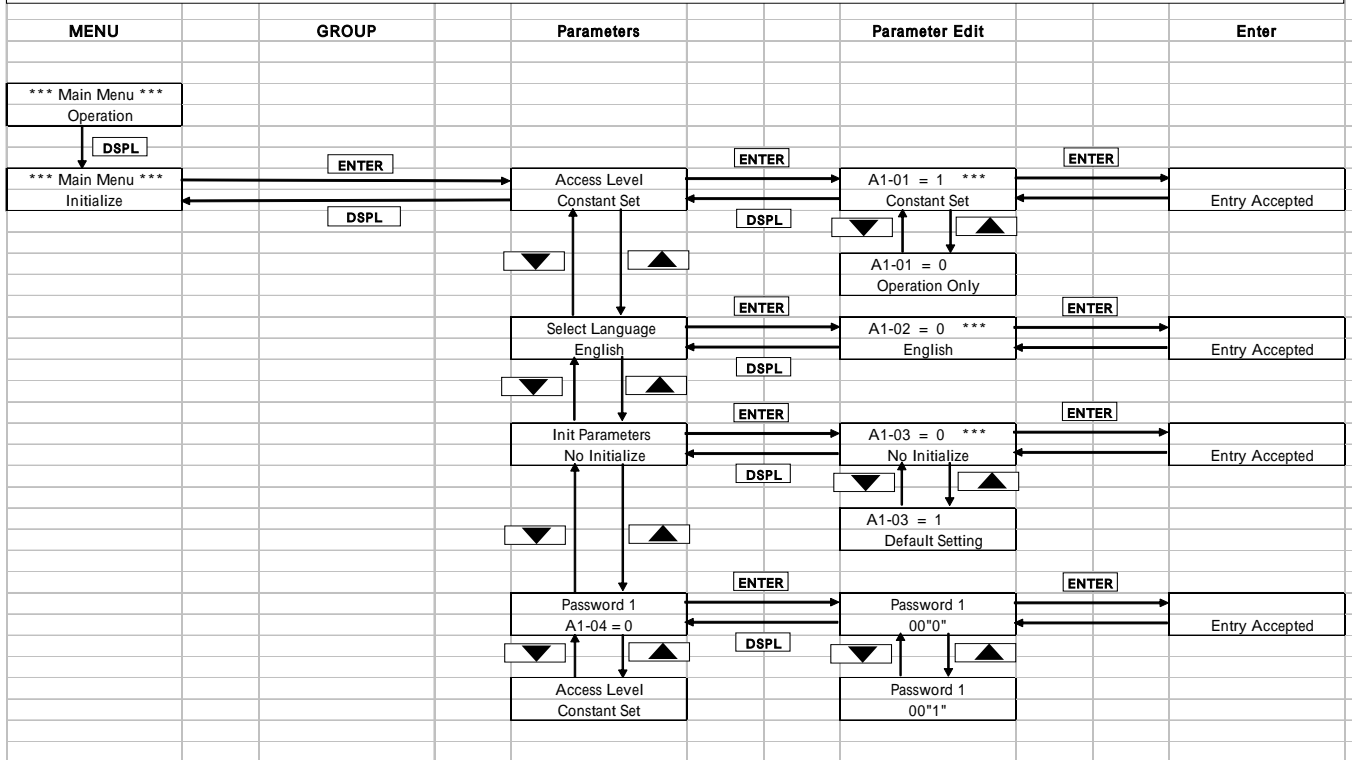 MENU GROUP Parameters Parameter Edit Enter
*** Main Menu ***
Operation
DSPL
ENTER ENTER ENTER
*** Main Menu *** Access Level A1-01 = 1 ***
Initialize Constant Set Constant Set Entry Accepted
DSPL DSPL
A1-01 = 0
Operation Only
ENTER ENTER
Select Language A1-02 = 0 ***
English English Entry Accepted
DSPL
ENTER ENTER
Init Parameters A1-03 = 0 ***
No Initialize No Initialize Entry Accepted
DSPL
A1-03 = 1
Default Setting
ENTER ENTER
Password 1 Password 1
A1-04 = 0 00"0" Entry Accepted
DSPL
Access Level Password 1
Constant Set 00"1"